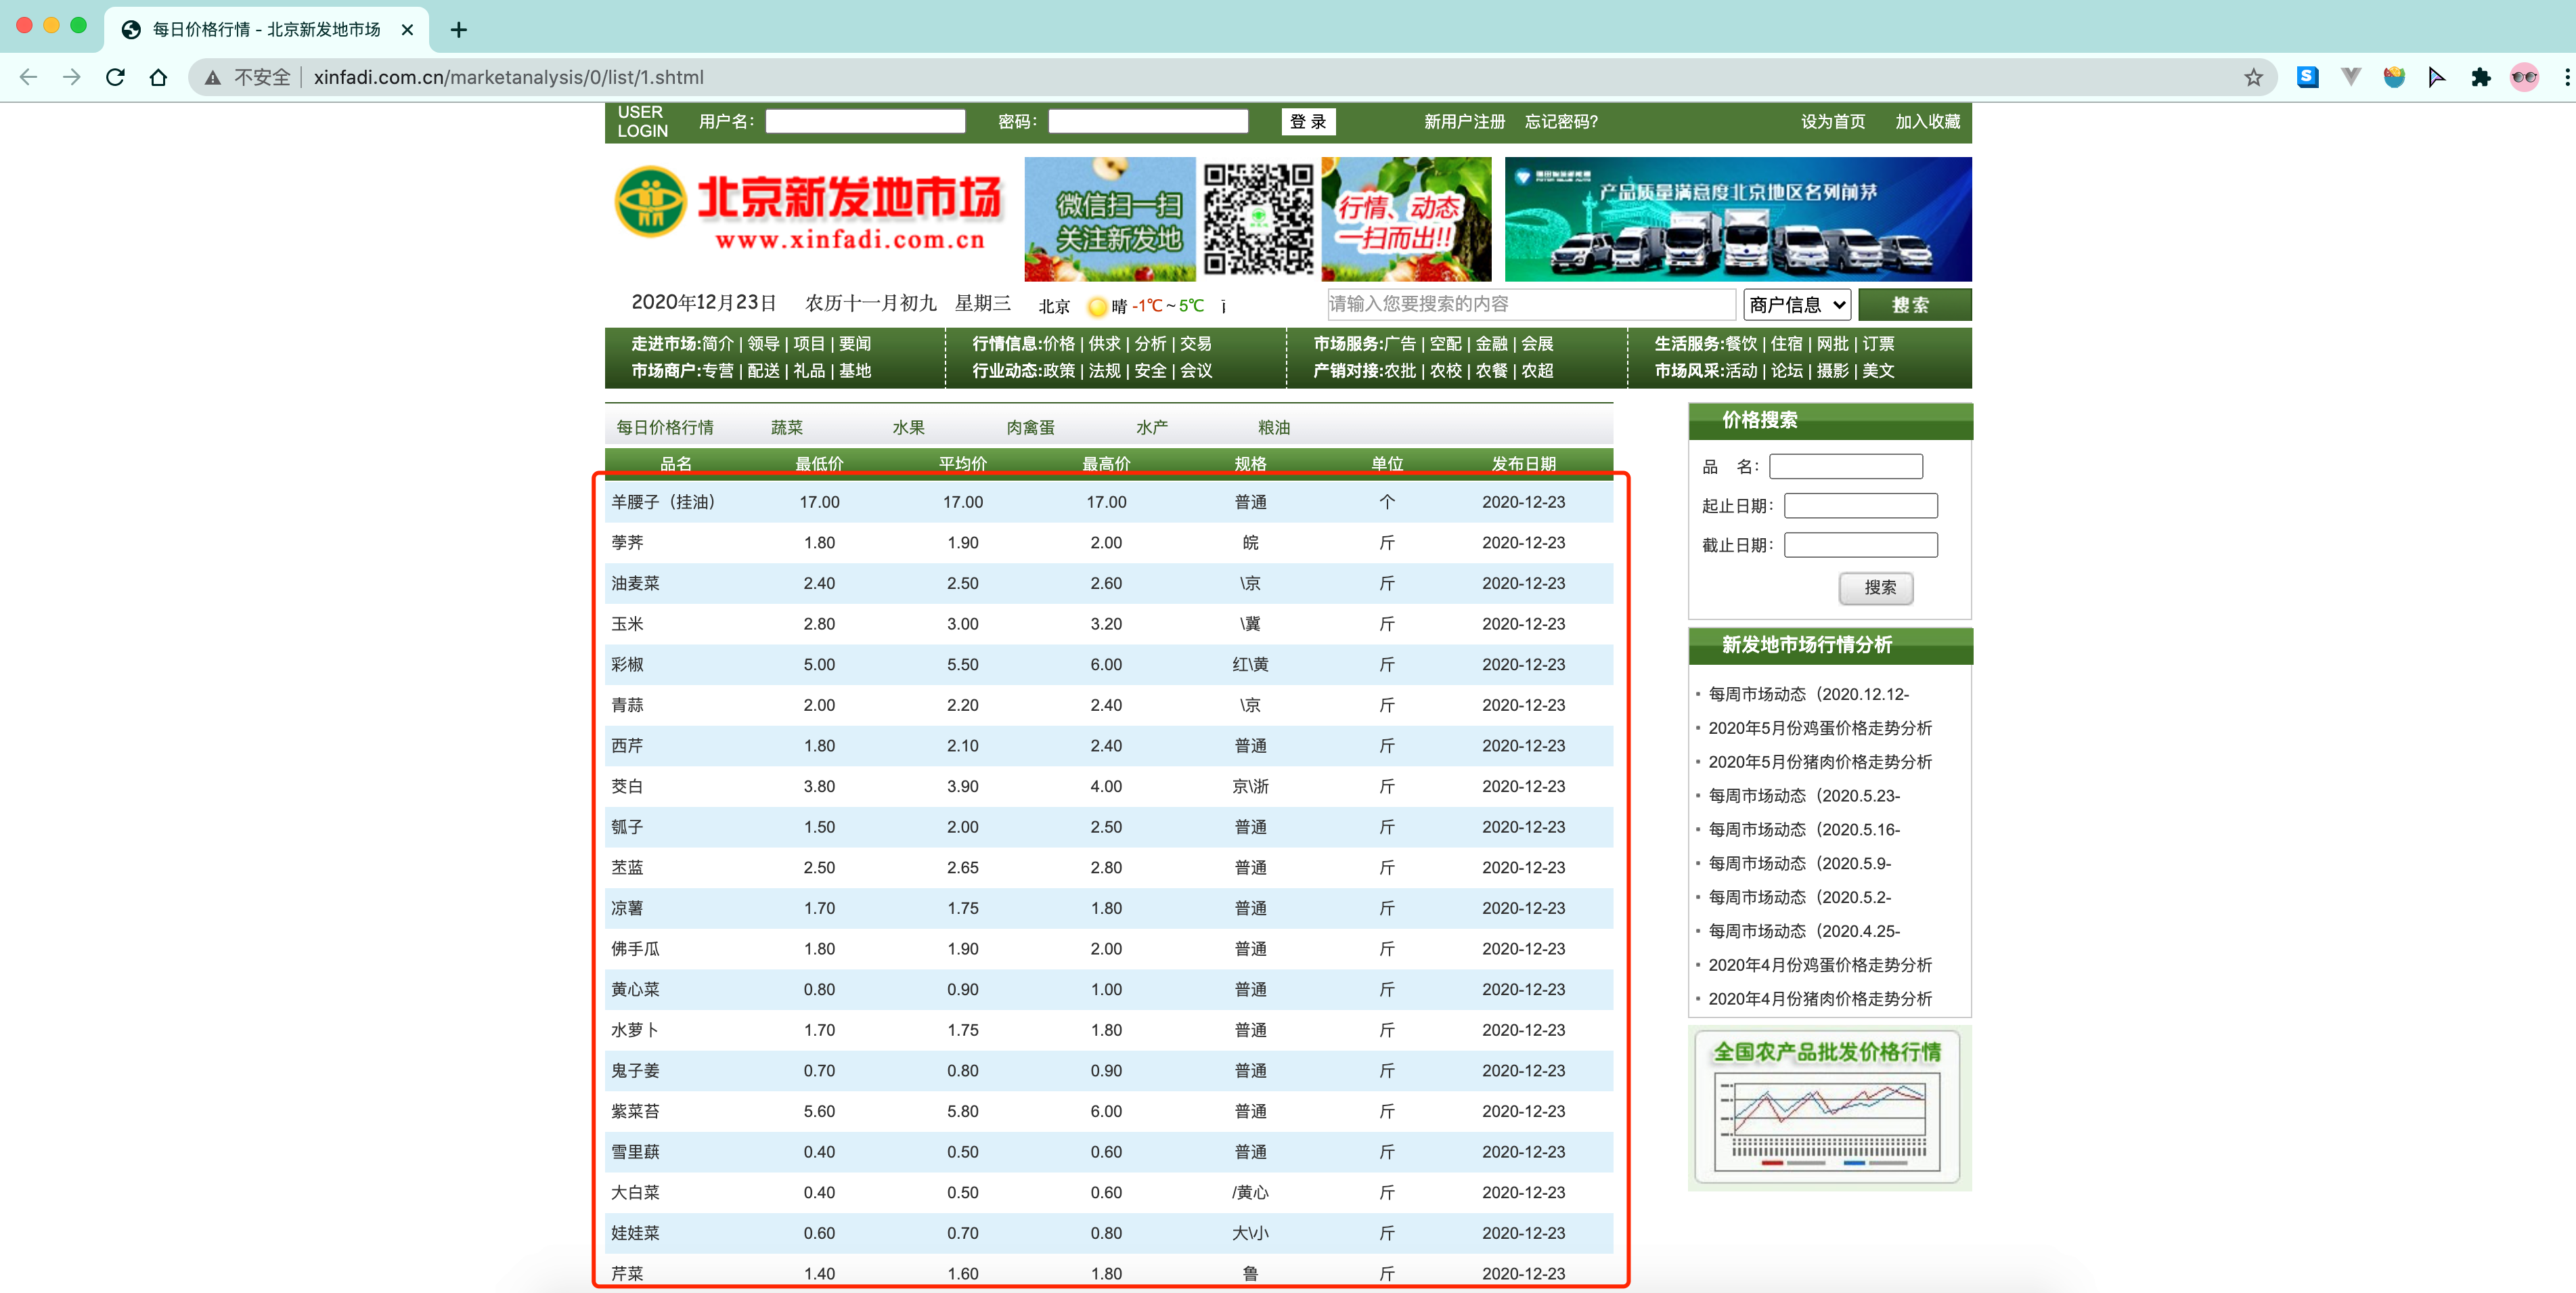 每日价格行情 - 北京新发地市场
不安全 xinfadi.com.cn/marketanalysis/0/list/1.shtml
USER LOGIN 用户名: 密码: 登 录 新用户注册 忘记密码? 设为首页 加入收藏
北京新发地市场
www.xinfadi.com.cn
微信扫一扫
关注新发地
行情、动态
一扫而出!!
产品质量满意度北京地区名列前茅
2020年12月23日 农历十一月初九 星期三 北京 晴 -1℃~5℃
请输入您要搜索的内容 商户信息 搜索
走进市场:简介 | 领导 | 项目 | 要闻 行情信息:价格 | 供求 | 分析 | 交易 市场服务:广告 | 空配 | 金融 | 会展 生活服务:餐饮 | 住宿 | 网批 | 订票
市场商户:专营 | 配送 | 礼品 | 基地 行业动态:政策 | 法规 | 安全 | 会议 产销对接:农批 | 农校 | 农餐 | 农超 市场风采:活动 | 论坛 | 摄影 | 美文
每日价格行情 蔬菜 水果 肉禽蛋 水产 粮油
品名 最低价 平均价 最高价 规格 单位 发布日期
羊腰子（挂油） 17.00 17.00 17.00 普通 个 2020-12-23
荸荠 1.80 1.90 2.00 皖 斤 2020-12-23
油麦菜 2.40 2.50 2.60 \京 斤 2020-12-23
玉米 2.80 3.00 3.20 \冀 斤 2020-12-23
彩椒 5.00 5.50 6.00 红\黄 斤 2020-12-23
青蒜 2.00 2.20 2.40 \京 斤 2020-12-23
西芹 1.80 2.10 2.40 普通 斤 2020-12-23
茭白 3.80 3.90 4.00 京\浙 斤 2020-12-23
瓠子 1.50 2.00 2.50 普通 斤 2020-12-23
苤蓝 2.50 2.65 2.80 普通 斤 2020-12-23
凉薯 1.70 1.75 1.80 普通 斤 2020-12-23
佛手瓜 1.80 1.90 2.00 普通 斤 2020-12-23
黄心菜 0.80 0.90 1.00 普通 斤 2020-12-23
水萝卜 1.70 1.75 1.80 普通 斤 2020-12-23
鬼子姜 0.70 0.80 0.90 普通 斤 2020-12-23
紫菜苔 5.60 5.80 6.00 普通 斤 2020-12-23
雪里蕻 0.40 0.50 0.60 普通 斤 2020-12-23
大白菜 0.40 0.50 0.60 /黄心 斤 2020-12-23
娃娃菜 0.60 0.70 0.80 大\小 斤 2020-12-23
芹菜 1.40 1.60 1.80 鲁 斤 2020-12-23
价格搜索
品 名:
起止日期:
截止日期:
搜索
新发地市场行情分析
每周市场动态（2020.12.12-
2020年5月份鸡蛋价格走势分析
2020年5月份猪肉价格走势分析
每周市场动态（2020.5.23-
每周市场动态（2020.5.16-
每周市场动态（2020.5.9-
每周市场动态（2020.5.2-
每周市场动态（2020.4.25-
2020年4月份鸡蛋价格走势分析
2020年4月份猪肉价格走势分析
全国农产品批发价格行情